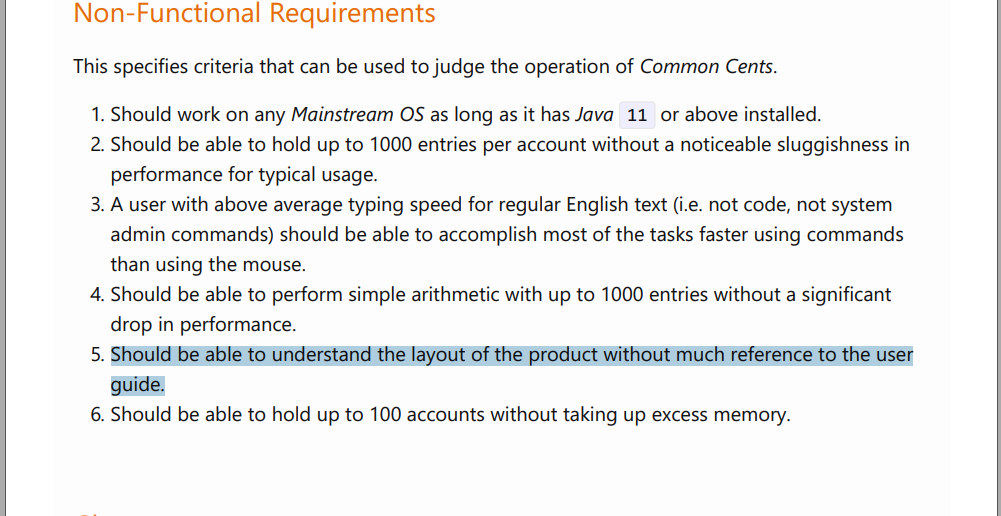 Non-Functional Requirements
This specifies criteria that can be used to judge the operation of Common Cents.
1. Should work on any Mainstream OS as long as it has Java 11 or above installed.
2. Should be able to hold up to 1000 entries per account without a noticeable sluggishness in
performance for typical usage.
3. A user with above average typing speed for regular English text (i.e. not code, not system
admin commands) should be able to accomplish most of the tasks faster using commands
than using the mouse.
4. Should be able to perform simple arithmetic with up to 1000 entries without a significant
drop in performance.
5. Should be able to understand the layout of the product without much reference to the user
guide.
6. Should be able to hold up to 100 accounts without taking up excess memory.